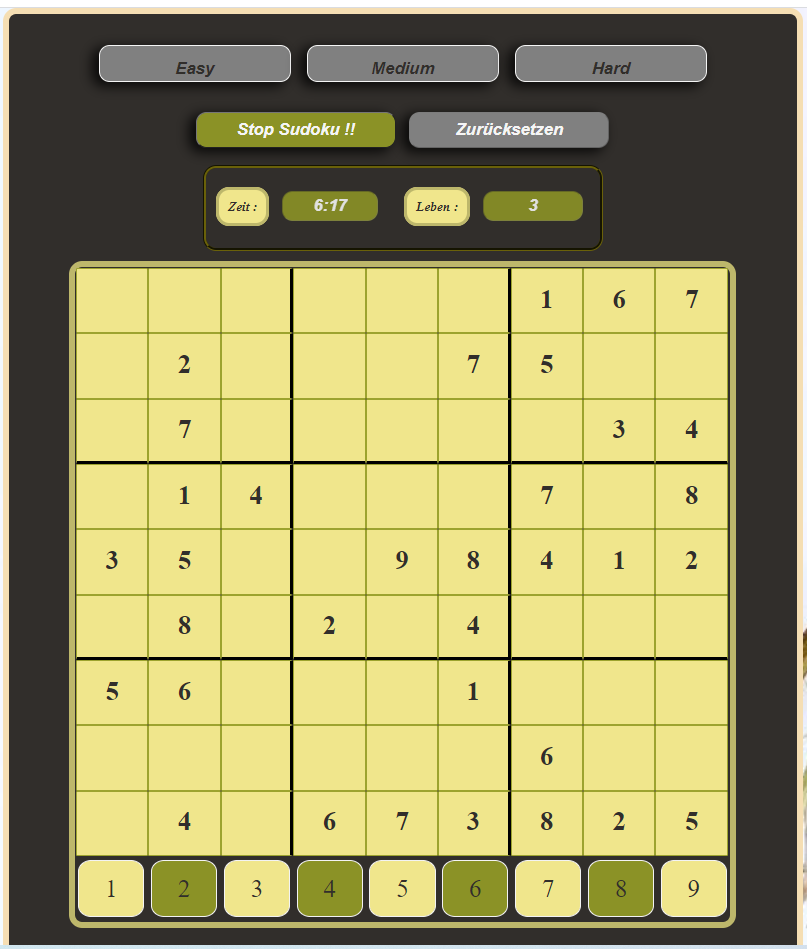 Easy Medium Hard
Stop Sudoku !! Zurücksetzen
Zeit : 6:17 Leben : 3
1 6 7
2 7 5
7 3 4
1 4 7 8
3 5 9 8 4 1 2
8 2 4
5 6 1
6
4 6 7 3 8 2 5
1 2 3 4 5 6 7 8 9